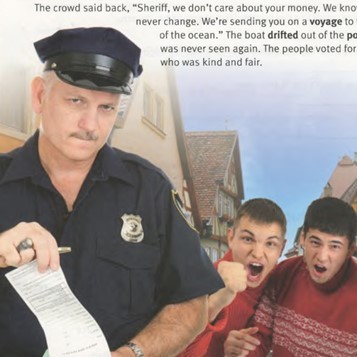 The crowd said back, “Sheriff, we don’t care about your money. We kno
never change. We’re sending you on a voyage to
of the ocean.” The boat drifted out of the po
was never seen again. The people voted for
who was kind and fair.